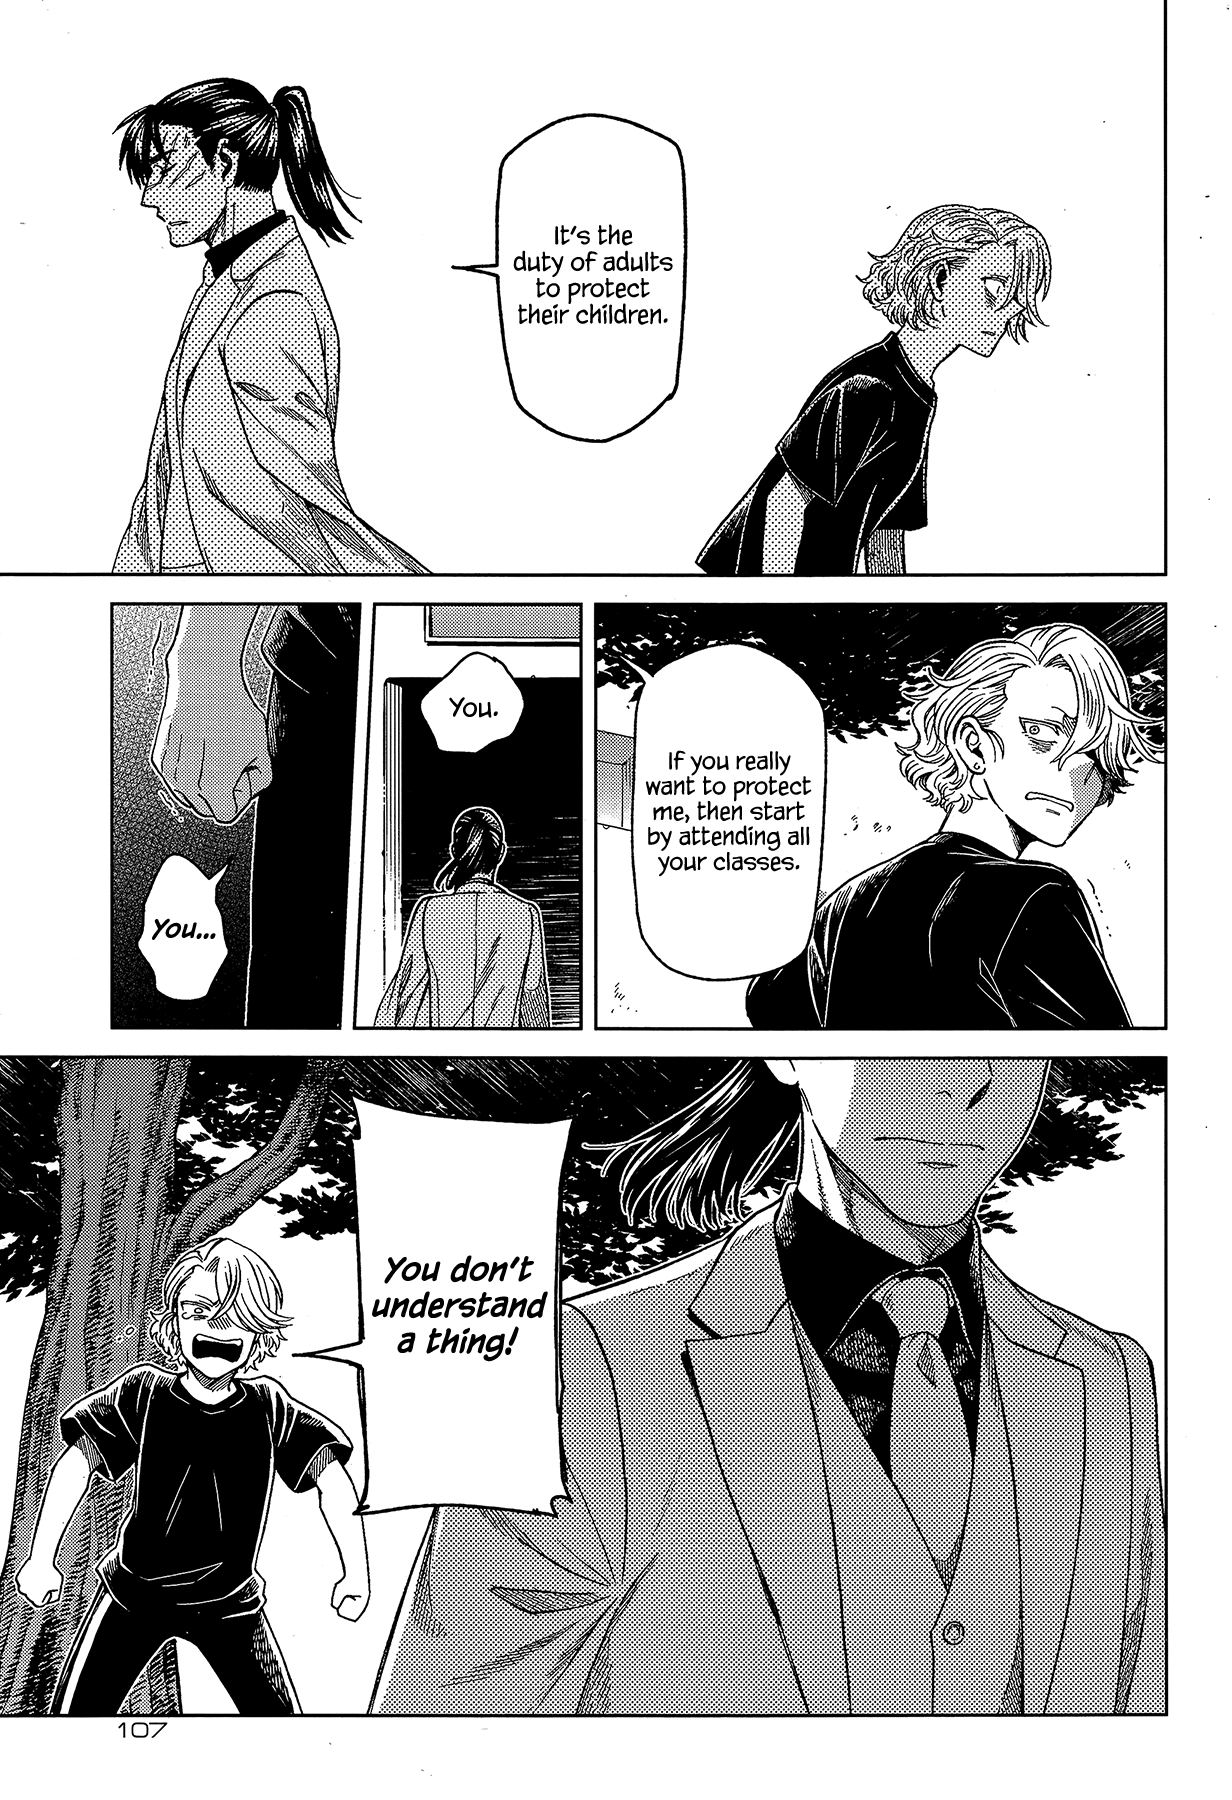 It's the
duty of adults
to protect
their children.
If you really
want to protect
me, then start
by attending all
your classes.
You.
You...
You don't
understand
a thing!
107